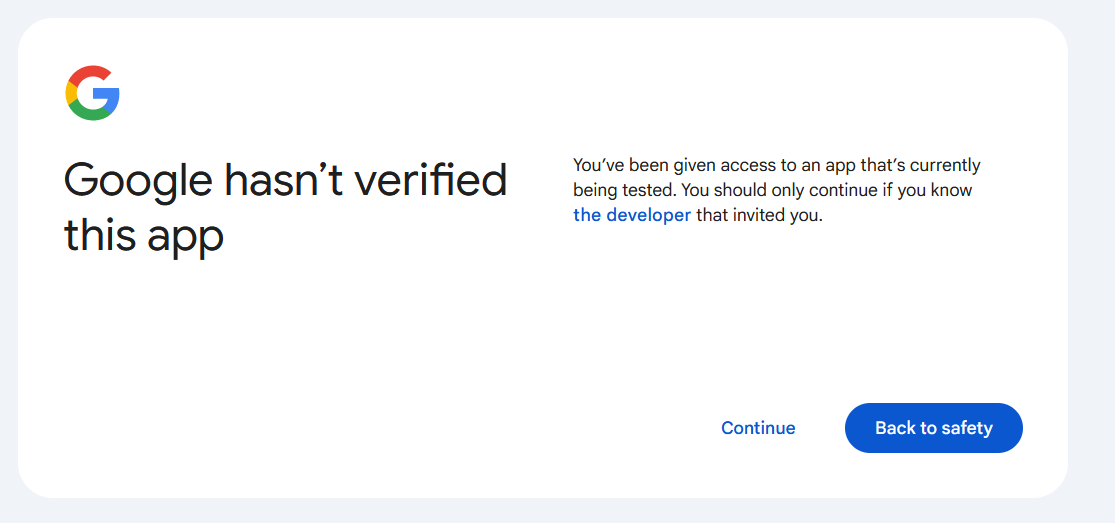 Google hasn’t verified
this app
You’ve been given access to an app that’s currently
being tested. You should only continue if you know
the developer that invited you.
Continue
Back to safety